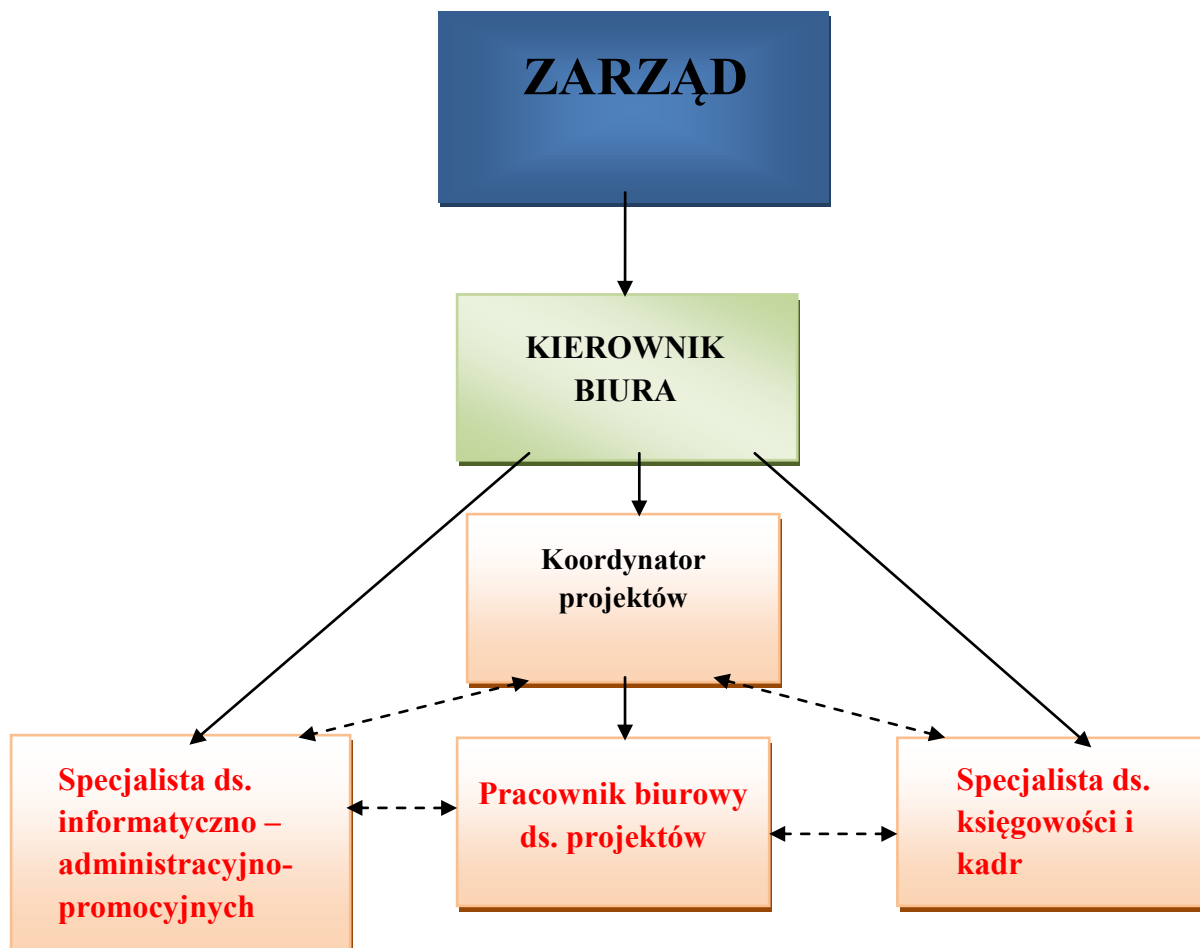 ZARZĄD
KIEROWNIK
BIURA
Koordynator
projektów
Specjalista ds.
informatyczno –
administracyjno-
promocyjnych
Pracownik biurowy
ds. projektów
Specjalista ds.
księgowości i
kadr